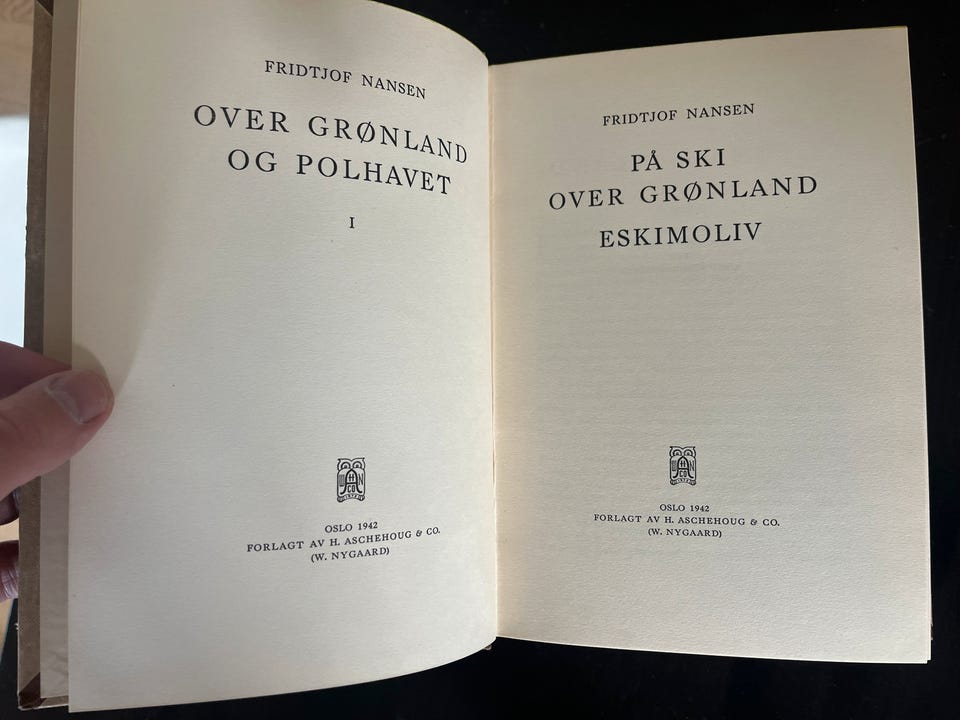 FRIDTJOF NANSEN
OVER GRØNLAND
OG POLHAVET
I
OSLO 1942
FORLAGT AV H. ASCHEHOUG & CO.
(W. NYGAARD)
FRIDTJOF NANSEN
PÅ SKI
OVER GRØNLAND
ESKIMOLIV
OSLO 1942
FORLAGT AV H. ASCHEHOUG & CO.
(W. NYGAARD)